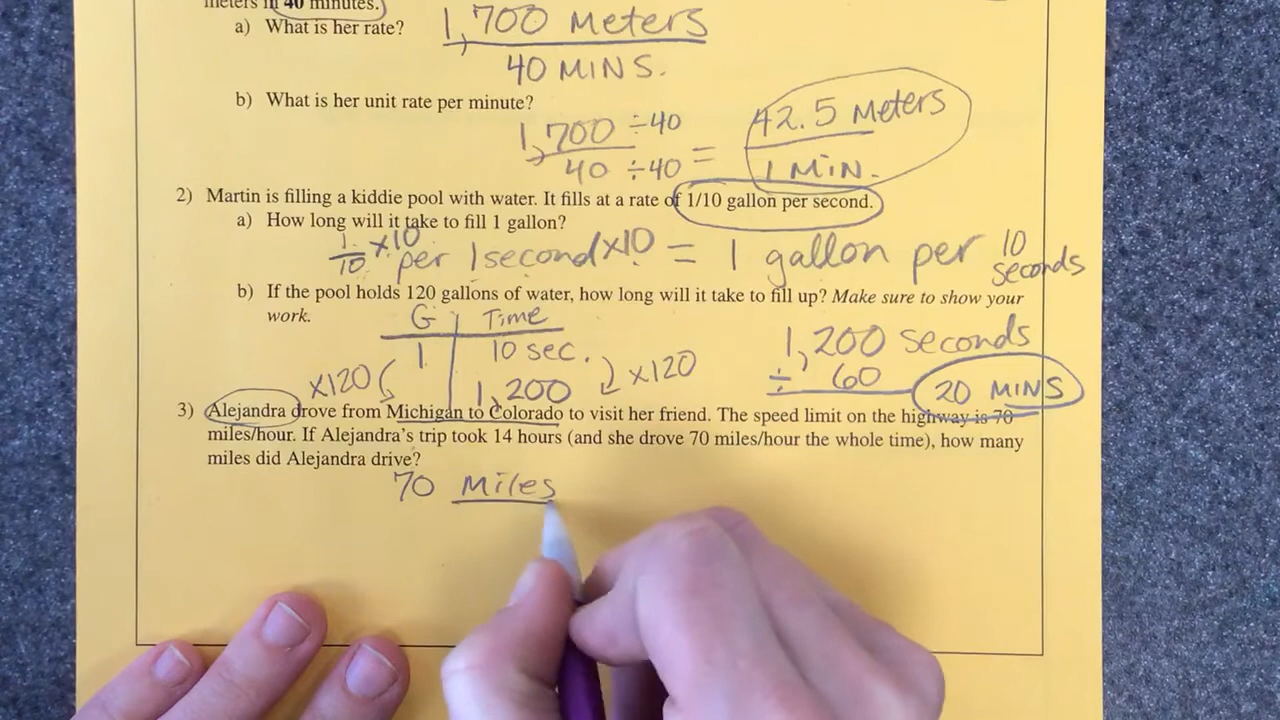 meters in 40 minutes.
a) What is her rate? 1,700 Meters
40 MINS.
b) What is her unit rate per minute?
1,700 ÷40 = 42.5 Meters
40 ÷40 1 MiN.
2) Martin is filling a kiddie pool with water. It fills at a rate of 1/10 gallon per second.
a) How long will it take to fill 1 gallon?
1/10 ×10 per 1 second ×10 = 1 gallon per 10 seconds
b) If the pool holds 120 gallons of water, how long will it take to fill up? Make sure to show your
work.
G Time
1 10 sec. 1,200 seconds
×120 1,200 ×120 ÷ 60 20 MINS
3) Alejandra drove from Michigan to Colorado to visit her friend. The speed limit on the highway is 70
miles/hour. If Alejandra's trip took 14 hours (and she drove 70 miles/hour the whole time), how many
miles did Alejandra drive?
70 Miles